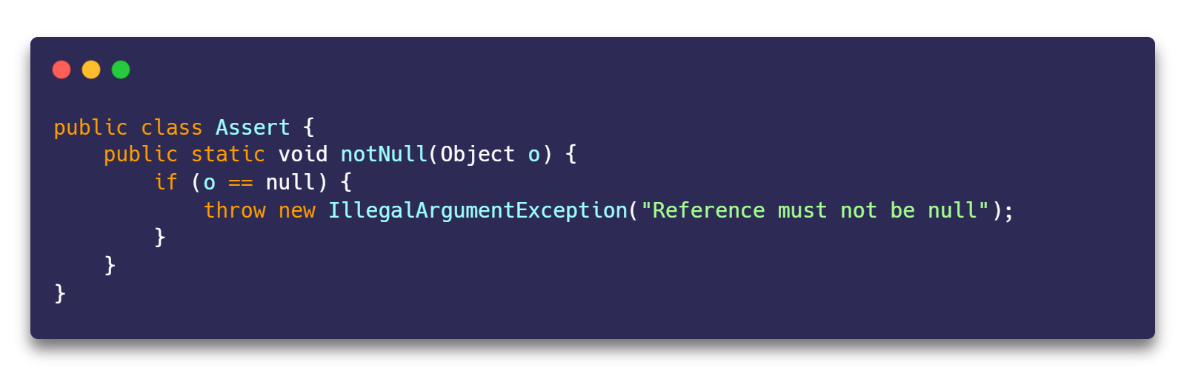 public class Assert {
    public static void notNull(Object o) {
        if (o == null) {
            throw new IllegalArgumentException("Reference must not be null");
        }
    }
}